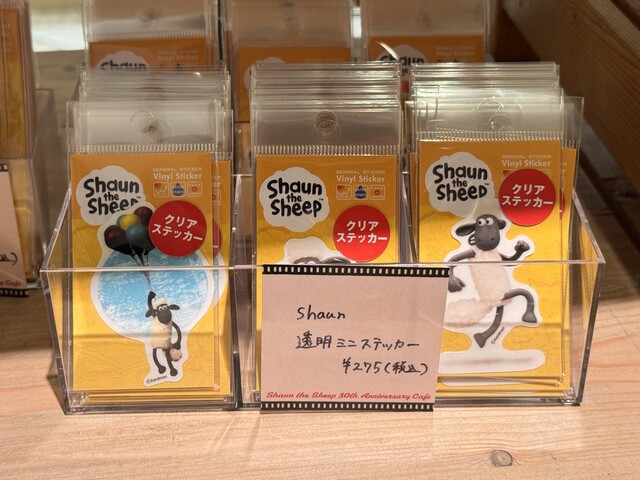 Shaun
the
Sheep™
GENERAL STICKER
Vinyl Sticker
クリア
ステッカー
Shaun
the
Sheep™
GENERAL STICKER
Vinyl Sticker
クリア
ステッカー
Shaun
the
Sheep™
GENERAL STICKER
Vinyl Sticker
クリア
ステッカー
Shaun
透明ミニステッカー
¥275(税込)
Shaun the Sheep 30th Anniversary Cafe